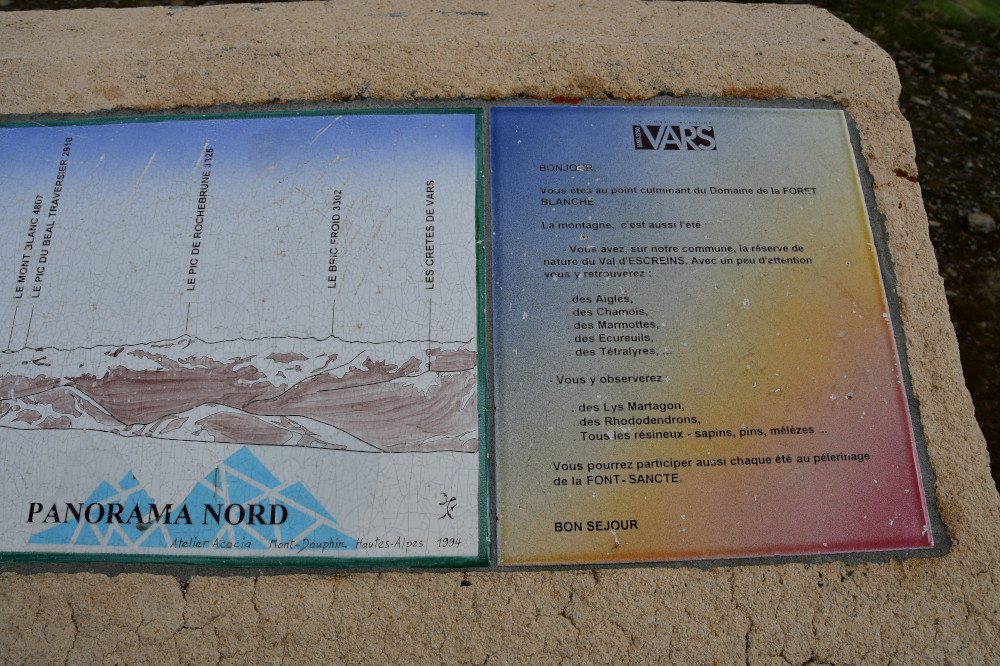 LE MONT BLANC 4807
LE PIC DU BEAL TRAVERSIER 2910
LE PIC DE ROCHEBRUNE 3325
LE BRIC FROID 3302
LES CRETES DE VARS
PANORAMA NORD
Atelier Acacia Mont-Dauphin Hautes-Alpes 1994
LA FORET BLANCHE
VARS
BONJOUR,
Vous êtes au point culminant du Domaine de la FORET
BLANCHE.
La montagne, c'est aussi l'été :
- Vous avez, sur notre commune, la réserve de
nature du Val d'ESCREINS. Avec un peu d'attention
vous y retrouverez :
. des Aigles,
. des Chamois,
. des Marmottes,
. des Ecureuils,
. des Tétralyres, ...
- Vous y observerez
. des Lys Martagon,
. des Rhododendrons,
. Tous les résineux - sapins, pins, mélèzes ...
Vous pourrez participer aussi chaque été au pélerinage
de la FONT- SANCTE.
BON SEJOUR